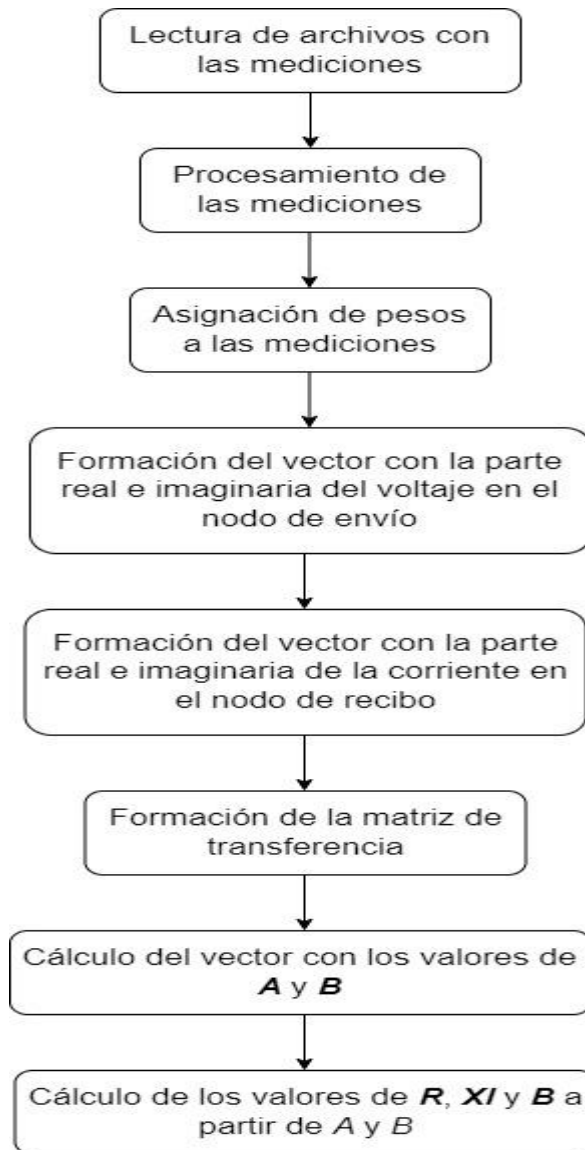 Lectura de archivos con
las mediciones
Procesamiento de
las mediciones
Asignación de pesos
a las mediciones
Formación del vector con la parte
real e imaginaria del voltaje en el
nodo de envío
Formación del vector con la parte
real e imaginaria de la corriente en
el nodo de recibo
Formación de la matriz de
transferencia
Cálculo del vector con los valores de
A y B
Cálculo de los valores de R, Xl y B a
partir de A y B